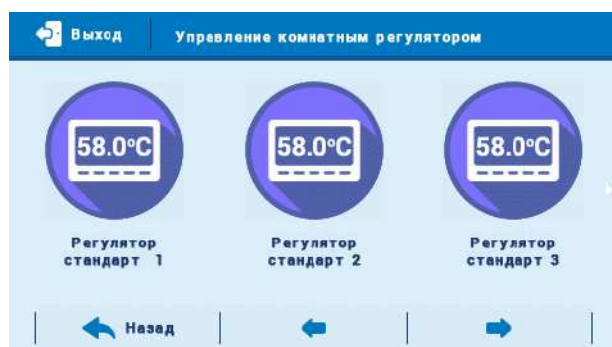 Выход Управление комнатным регулятором
58.0°C 58.0°C 58.0°C
Регулятор стандарт 1
Регулятор стандарт 2
Регулятор стандарт 3
Назад